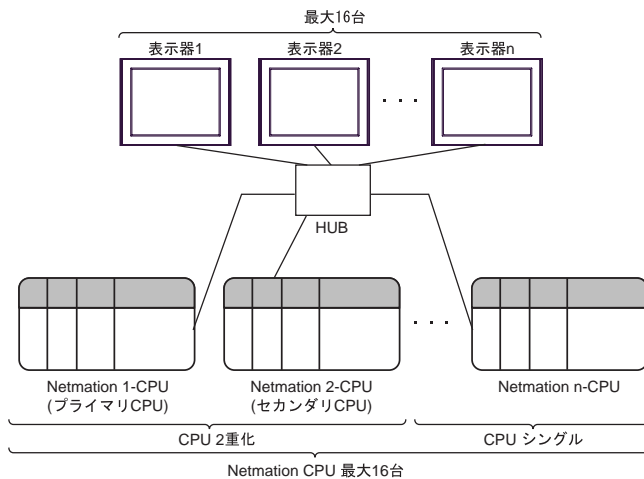 最大16台
表示器1
表示器2
表示器n
・・・
HUB
・・・
Netmation 1-CPU
(プライマリCPU)
Netmation 2-CPU
(セカンダリCPU)
Netmation n-CPU
CPU 2重化
CPU シングル
Netmation CPU 最大16台